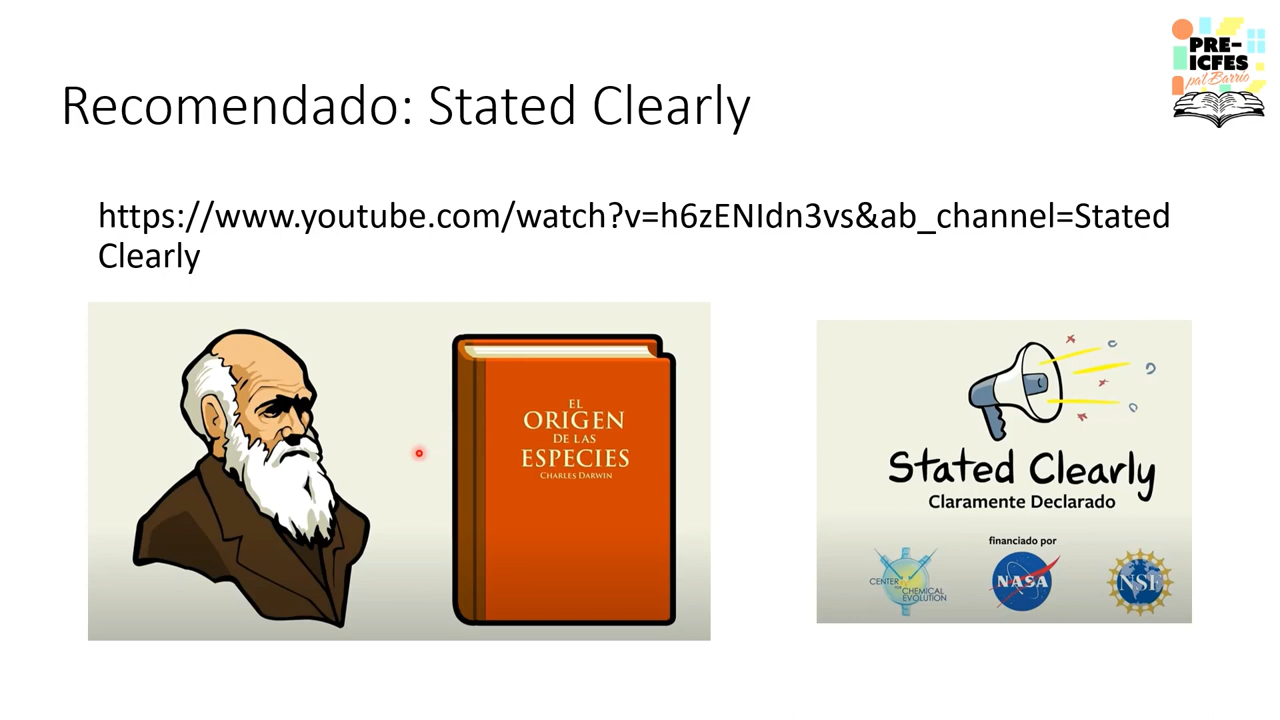 PRE-
ICFES
pa'l Barrio
Recomendado: Stated Clearly
https://www.youtube.com/watch?v=h6zENIdn3vs&ab_channel=Stated
Clearly
EL
ORIGEN
DE LAS
ESPECIES
CHARLES DARWIN
Stated Clearly
Claramente Declarado
financiado por
CENTER
FOR
CHEMICAL
EVOLUTION
NASA
NSF